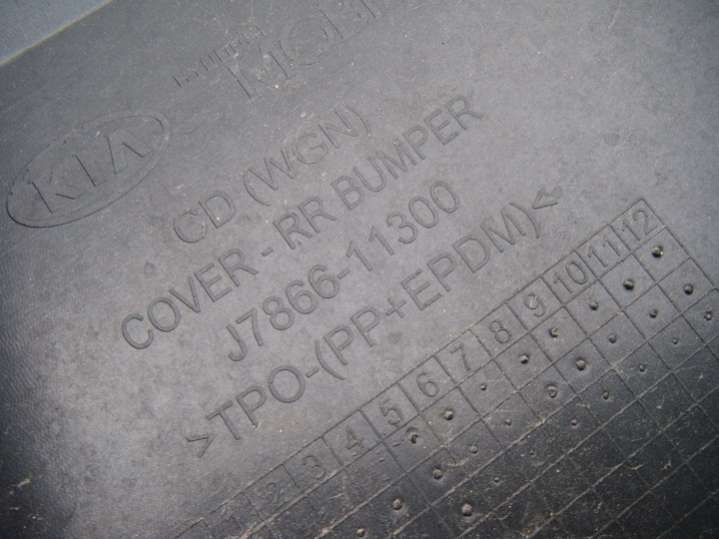 KIA
CD (WGN)
COVER - RR BUMPER
J7866-11300
>TPO-(PP+EPDM)<
1 2 3 4 5 6 7 8 9 10 11 12